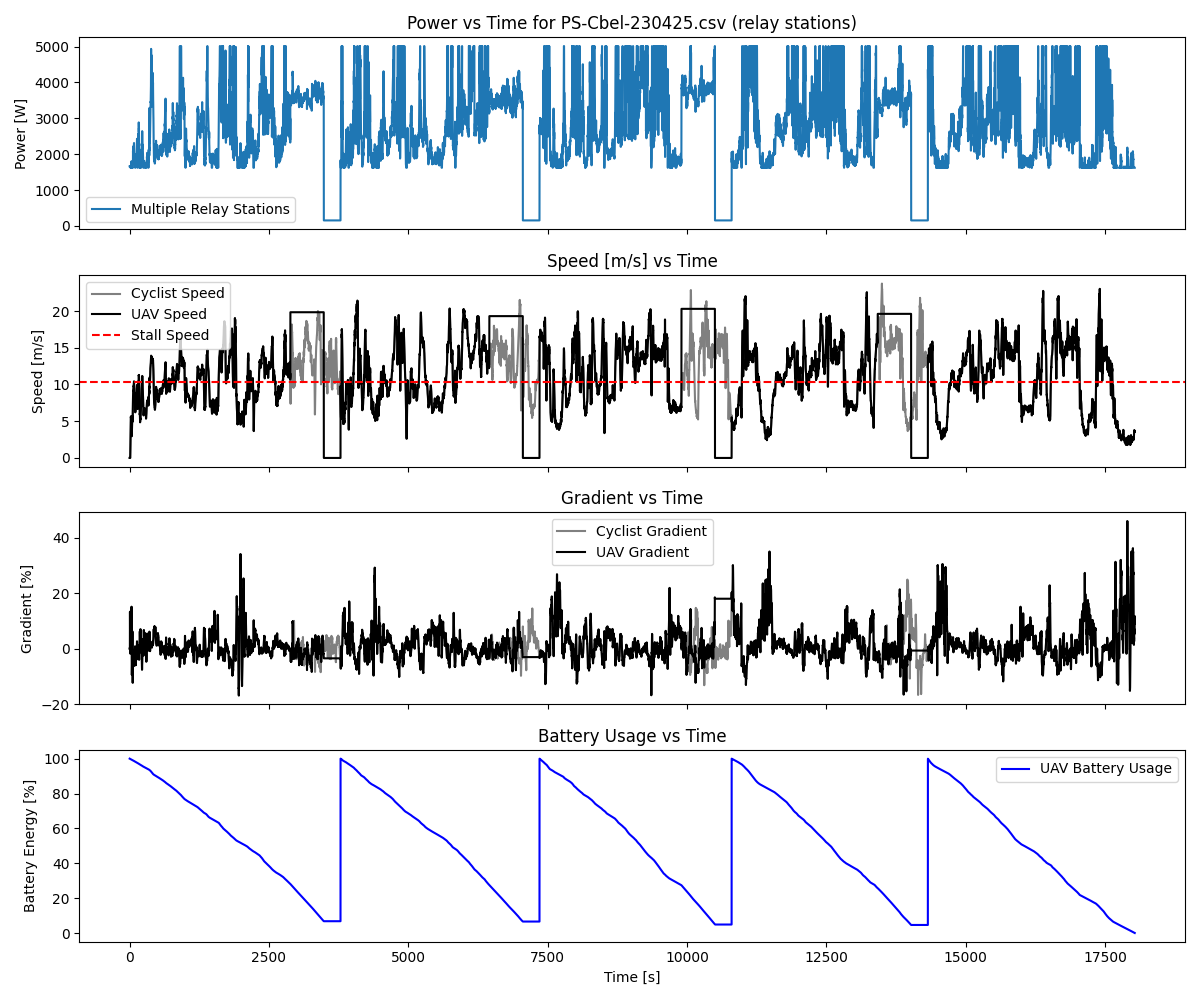 Power vs Time for PS-Cbel-230425.csv (relay stations)
5000
4000
3000
2000
1000
0
Power [W]
Multiple Relay Stations
Speed [m/s] vs Time
20
15
10
5
0
Speed [m/s]
Cyclist Speed
UAV Speed
Stall Speed
Gradient vs Time
40
20
0
−20
Gradient [%]
Cyclist Gradient
UAV Gradient
Battery Usage vs Time
100
80
60
40
20
0
Battery Energy [%]
UAV Battery Usage
0 2500 5000 7500 10000 12500 15000 17500
Time [s]